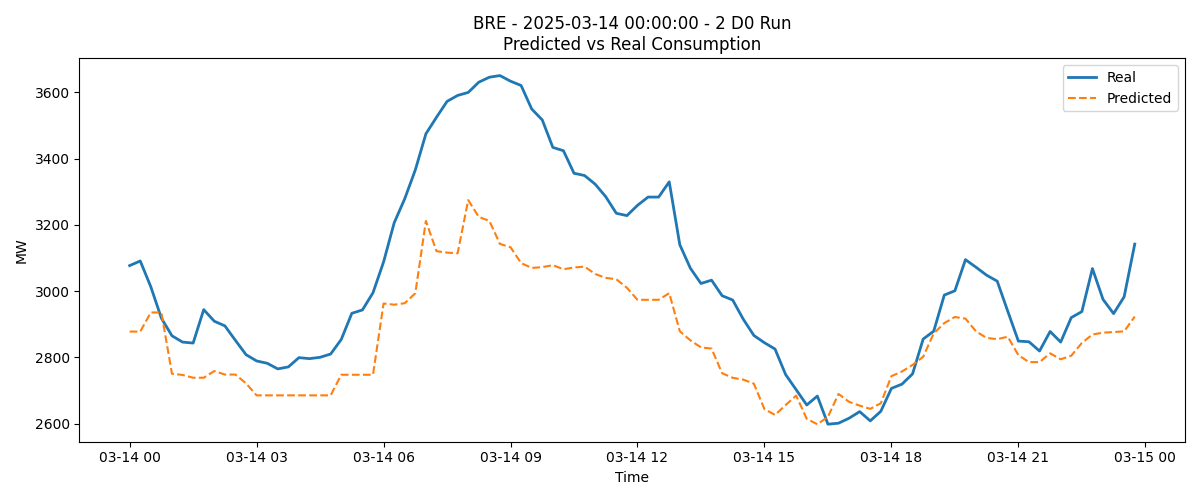 BRE - 2025-03-14 00:00:00 - 2 D0 Run
Predicted vs Real Consumption
Real
Predicted
MW
3600
3400
3200
3000
2800
2600
03-14 00
03-14 03
03-14 06
03-14 09
03-14 12
03-14 15
03-14 18
03-14 21
03-15 00
Time